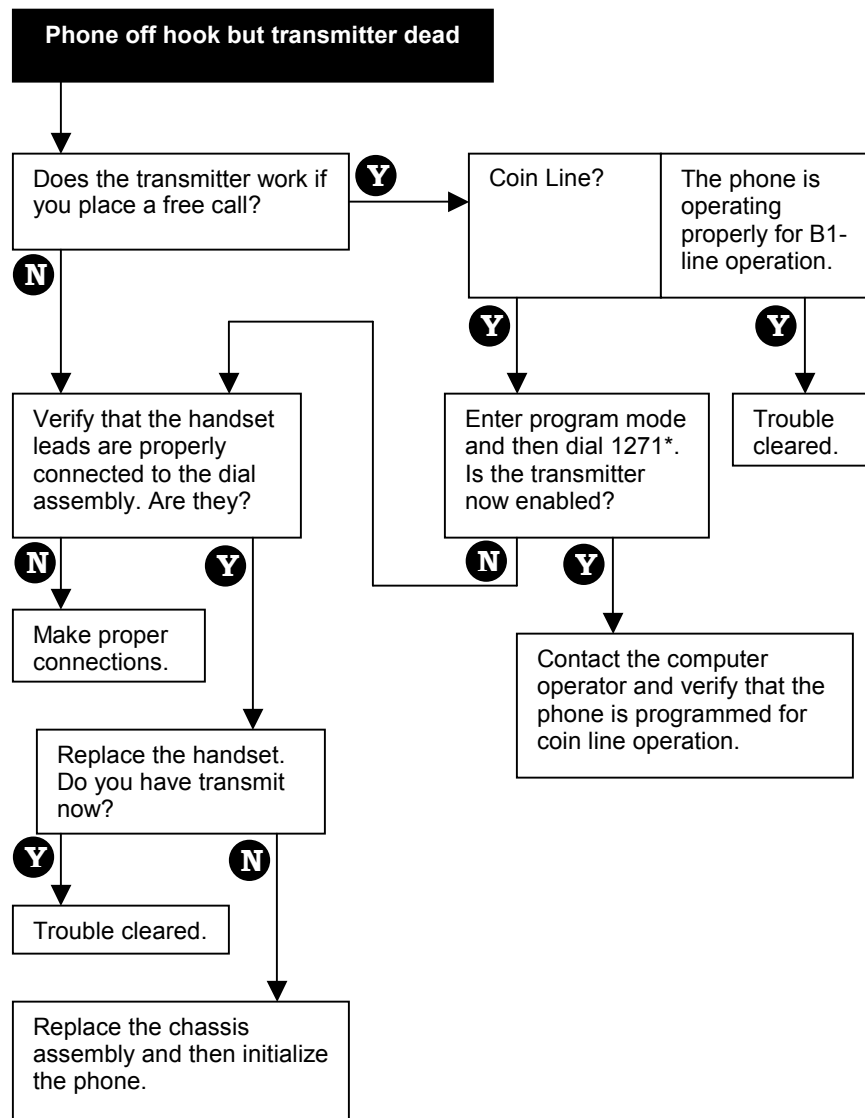 Phone off hook but transmitter dead
Does the transmitter work if
you place a free call?
Y
Coin Line?
The phone is
operating
properly for B1-
line operation.
N
Y
Y
Verify that the handset
leads are properly
connected to the dial
assembly. Are they?
Enter program mode
and then dial 1271*.
Is the transmitter
now enabled?
Trouble
cleared.
N
Y
N
Y
Make proper
connections.
Contact the computer
operator and verify that the
phone is programmed for
coin line operation.
Replace the handset.
Do you have transmit
now?
Y
N
Trouble cleared.
Replace the chassis
assembly and then initialize
the phone.